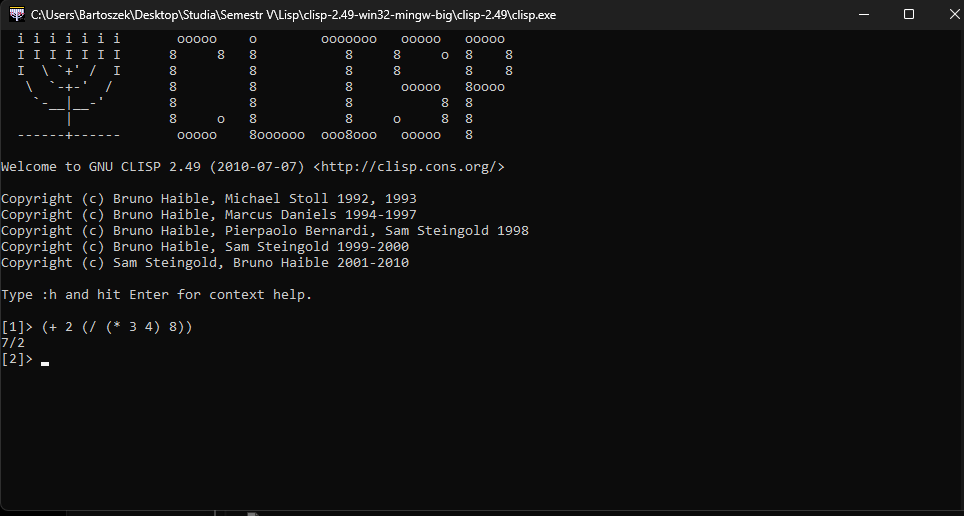 C:\Users\Bartoszek\Desktop\Studia\Semestr V\Lisp\clisp-2.49-win32-mingw-big\clisp-2.49\clisp.exe
  i i i i i i i       ooooo    o        ooooooo   ooooo   ooooo
  I I I I I I I      8     8   8           8     8     o  8    8
  I  \ `+' /  I      8         8           8     8        8    8
   \  `-+-'  /       8         8           8      ooooo   8oooo
    `-__|__-'        8         8           8           8  8
        |            8     o   8           8     o     8  8
  ------+------       ooooo    8oooooo  ooo8ooo   ooooo   8
Welcome to GNU CLISP 2.49 (2010-07-07) <http://clisp.cons.org/>
Copyright (c) Bruno Haible, Michael Stoll 1992, 1993
Copyright (c) Bruno Haible, Marcus Daniels 1994-1997
Copyright (c) Bruno Haible, Pierpaolo Bernardi, Sam Steingold 1998
Copyright (c) Bruno Haible, Sam Steingold 1999-2000
Copyright (c) Sam Steingold, Bruno Haible 2001-2010
Type :h and hit Enter for context help.
[1]> (+ 2 (/ (* 3 4) 8))
7/2
[2]>